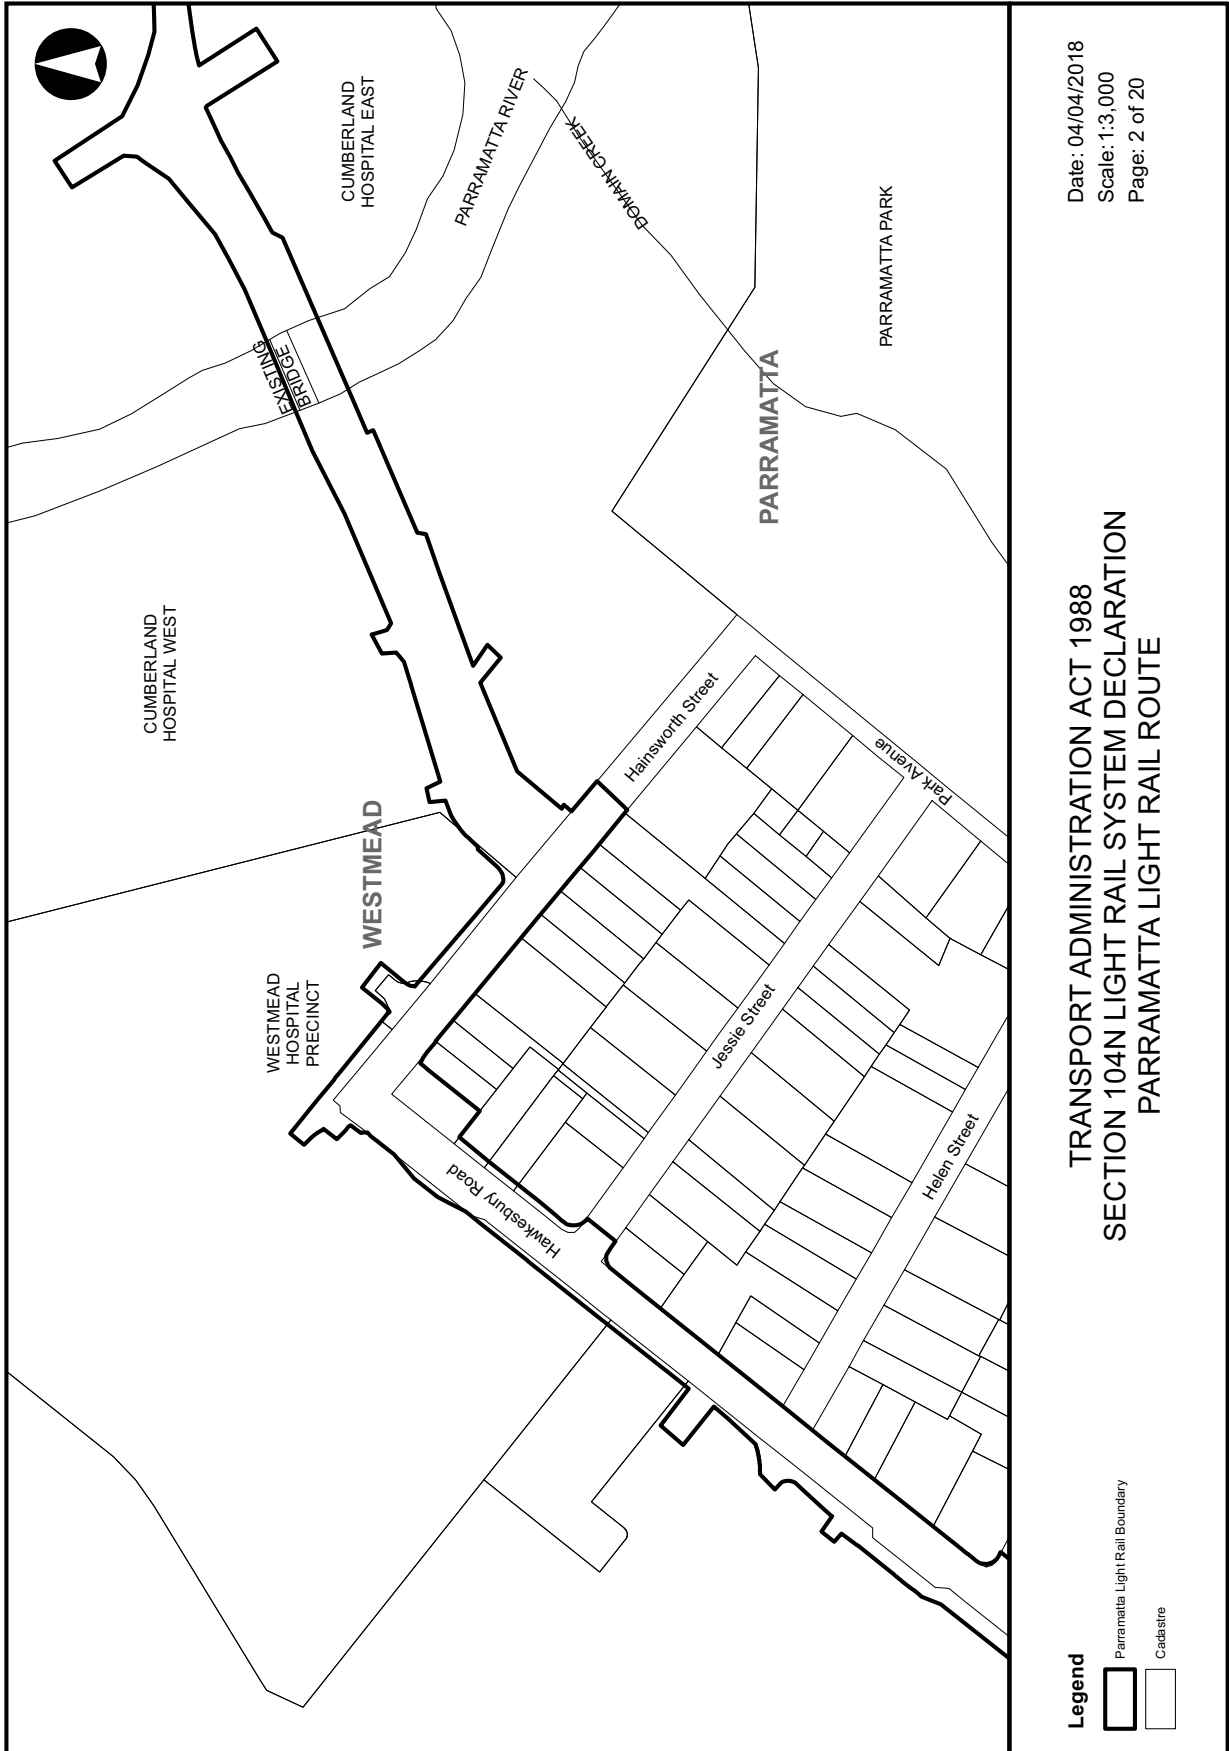 CUMBERLAND
HOSPITAL EAST
PARRAMATTA RIVER
DOMAIN CREEK
PARRAMATTA PARK
EXISTING
BRIDGE
PARRAMATTA
CUMBERLAND
HOSPITAL WEST
WESTMEAD
WESTMEAD
HOSPITAL
PRECINCT
Hainsworth Street
Park Avenue
Jessie Street
Hawkesbury Road
Helen Street
Legend
Parramatta Light Rail Boundary
Cadastre
TRANSPORT ADMINISTRATION ACT 1988
SECTION 104N LIGHT RAIL SYSTEM DECLARATION
PARRAMATTA LIGHT RAIL ROUTE
Date: 04/04/2018
Scale: 1:3,000
Page: 2 of 20